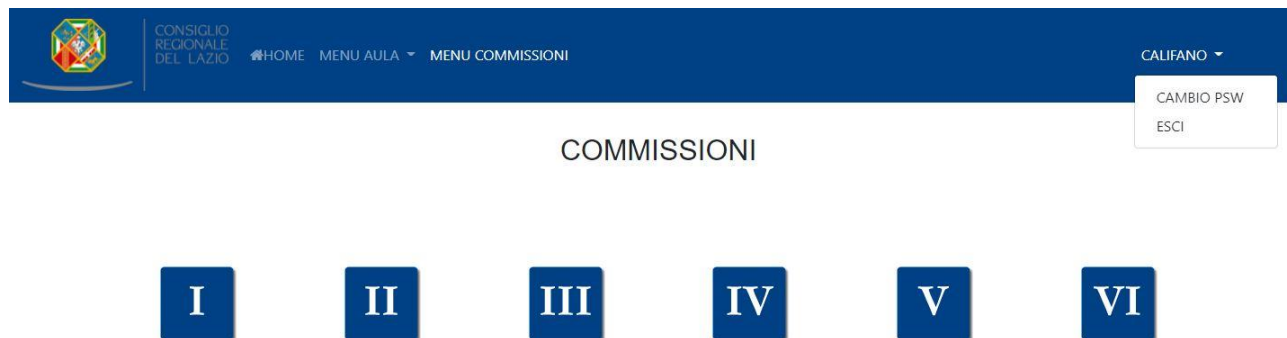 CONSIGLIO
REGIONALE
DEL LAZIO
HOME MENU AULA MENU COMMISSIONI
CALIFANO
CAMBIO PSW
ESCI
COMMISSIONI
I II III IV V VI